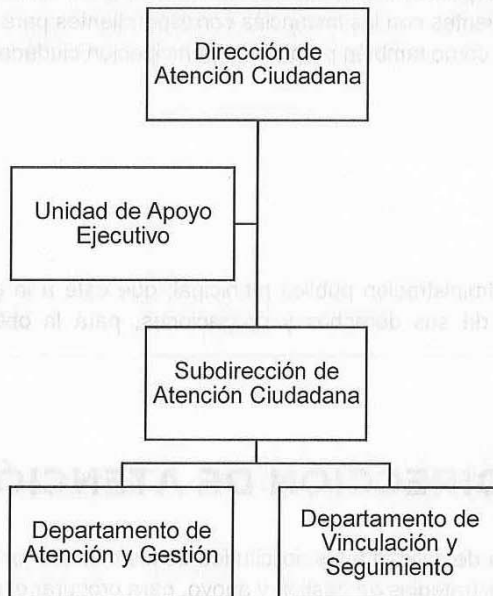 Dirección de
Atención Ciudadana
Unidad de Apoyo
Ejecutivo
Subdirección de
Atención Ciudadana
Departamento de
Atención y Gestión
Departamento de
Vinculación y
Seguimiento